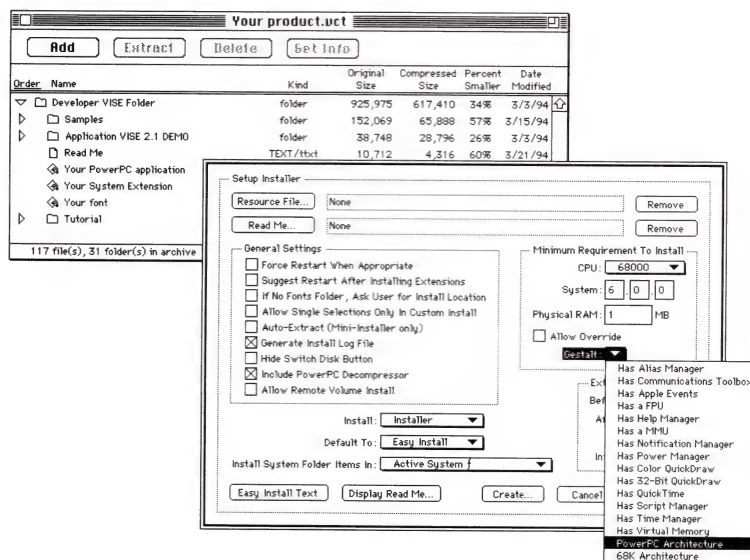 Your product.vct
Add Extract Delete Get Info
Order Name Kind Original Size Compressed Size Percent Smaller Date Modified
Developer VISE Folder folder 925,975 617,410 34% 3/3/94
Samples folder 152,069 65,888 57% 3/15/94
Application VISE 2.1 DEMO folder 38,748 28,796 26% 3/3/94
Read Me TEXT/ttxt 10,712 4,316 60% 3/21/94
Your PowerPC application
Your System Extension
Your font
Tutorial
117 file(s), 31 folder(s) in archive
Setup Installer
Resource File... None Remove
Read Me... None Remove
General Settings
Force Restart When Appropriate
Suggest Restart After Installing Extensions
If No Fonts Folder, Ask User for Install Location
Allow Single Selections Only In Custom Install
Auto-Extract (Mini-Installer only)
Generate Install Log File
Hide Switch Disk Button
Include PowerPC Decompressor
Allow Remote Volume Install
Minimum Requirement To Install
CPU: 68000
System: 6 . 0 . 0
Physical RAM: 1 MB
Allow Override
Gestalt:
Install: Installer
Default To: Easy Install
Install System Folder Items In: Active System f
Easy Install Text Display Read Me... Create... Cancel
Has Alias Manager
Has Communications Toolbox
Has Apple Events
Has a FPU
Has Help Manager
Has a MMU
Has Notification Manager
Has Power Manager
Has Color QuickDraw
Has 32-Bit QuickDraw
Has QuickTime
Has Script Manager
Has Time Manager
Has Virtual Memory
PowerPC Architecture
68K Architecture